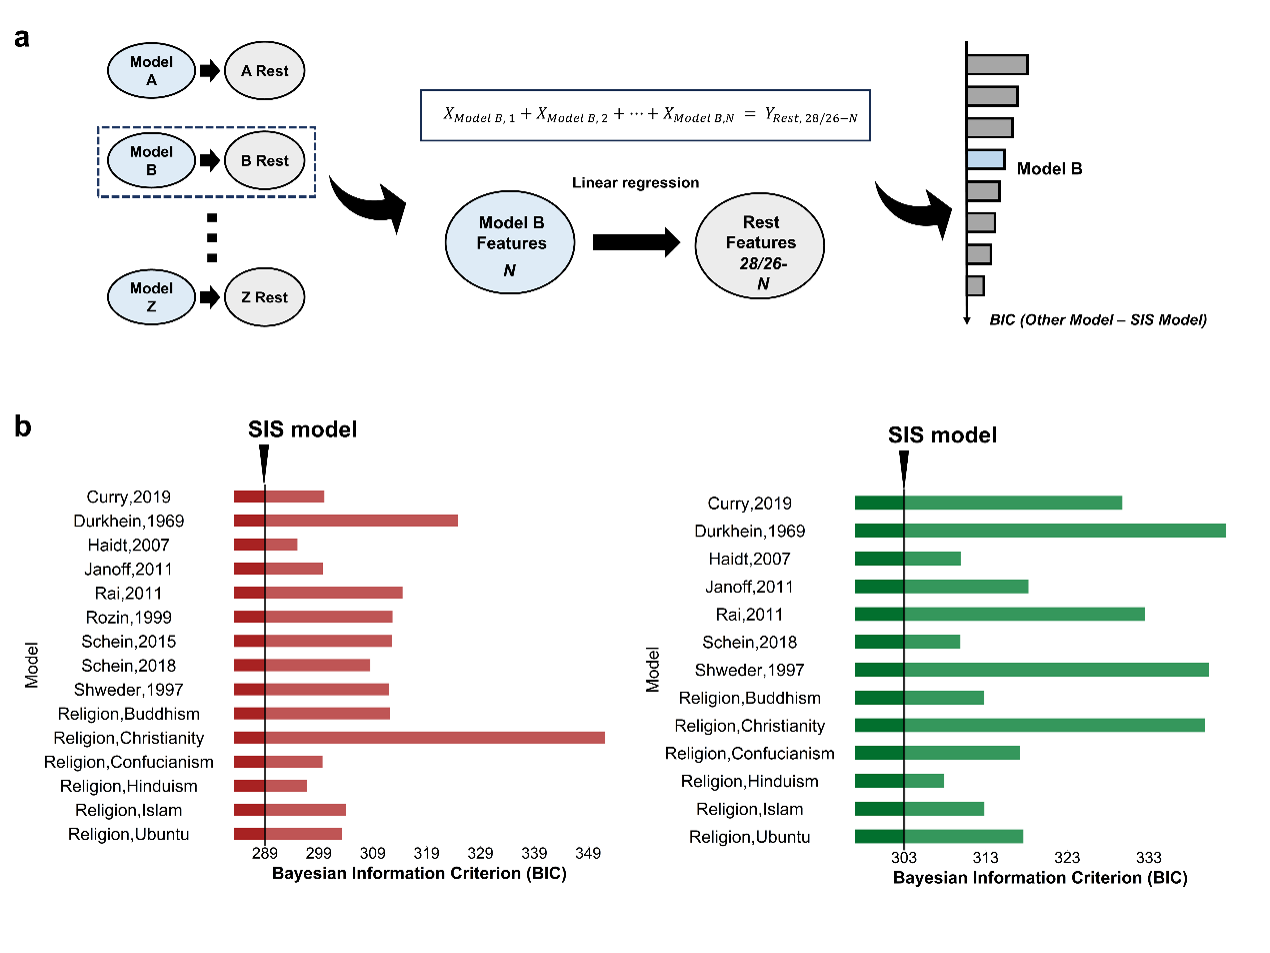 a
Model
A
A Rest
Model
B
B Rest
Model
Z
Z Rest
X Model B, 1 + X Model B, 2 + ⋯ + X Model B,N = Y Rest, 28/26−N
Linear regression
Model B
Features
N
Rest
Features
28/26-
N
Model B
BIC (Other Model – SIS Model)
b
SIS model
Curry,2019
Durkhein,1969
Haidt,2007
Janoff,2011
Rai,2011
Rozin,1999
Schein,2015
Schein,2018
Shweder,1997
Religion,Buddhism
Religion,Christianity
Religion,Confucianism
Religion,Hinduism
Religion,Islam
Religion,Ubuntu
Model
289 299 309 319 329 339 349
Bayesian Information Criterion (BIC)
SIS model
Curry,2019
Durkhein,1969
Haidt,2007
Janoff,2011
Rai,2011
Schein,2018
Shweder,1997
Religion,Buddhism
Religion,Christianity
Religion,Confucianism
Religion,Hinduism
Religion,Islam
Religion,Ubuntu
Model
303 313 323 333
Bayesian Information Criterion (BIC)